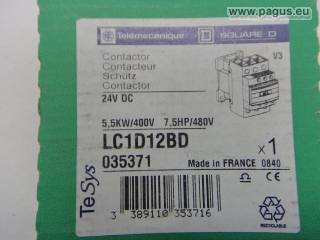 www.pagus.eu
Telemecanique SQUARE D
Contactor
Contacteur
Schütz
Contactor
V3
24V DC
5,5KW/400V 7,5HP/480V
LC1D12BD
035371
x1
Made in FRANCE 0840
TeSys
3 389110 353716
RECYCLABLE